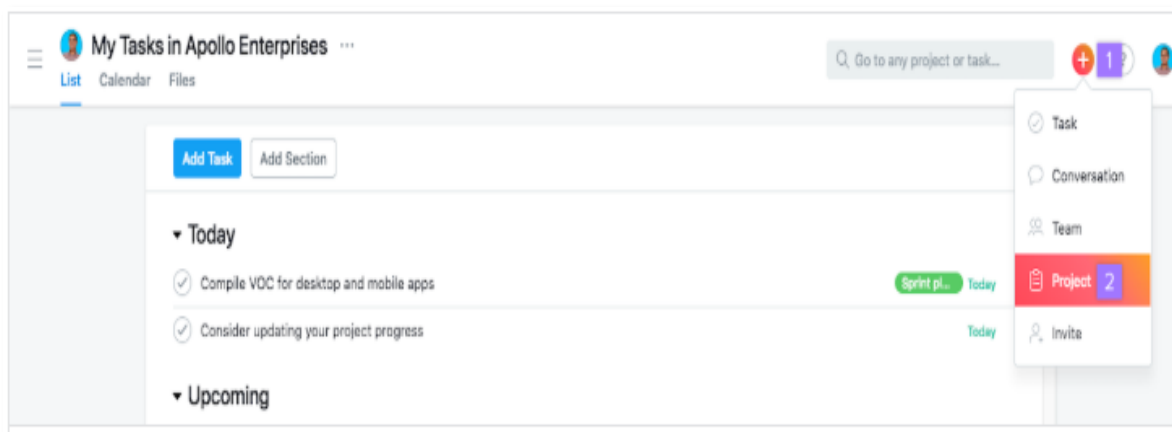 My Tasks in Apollo Enterprises ...
List Calendar Files
Go to any project or task...
1
?
Add Task Add Section
Today
Compile VOC for desktop and mobile apps Sprint pl... Today
Consider updating your project progress Today
Upcoming
Task
Conversation
Team
Project 2
Invite